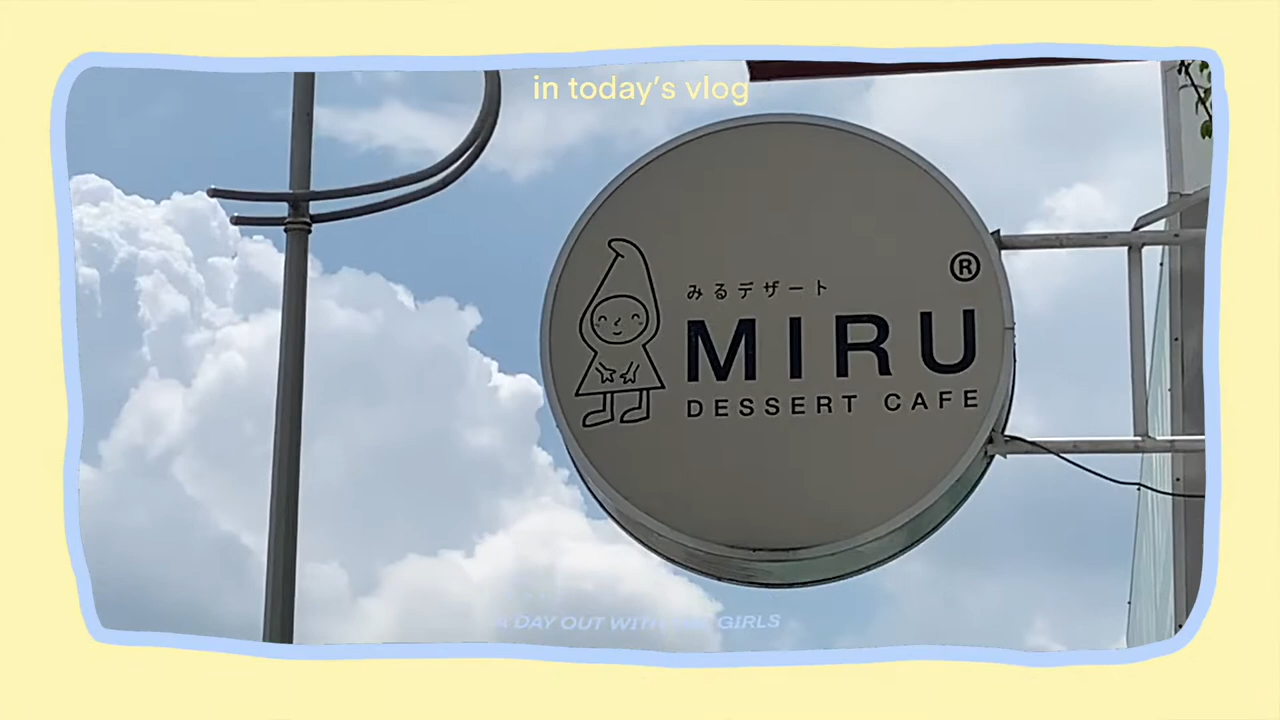 in today's vlog
®
みるデザート
MIRU
DESSERT CAFE
A DAY OUT WITH GIRLS